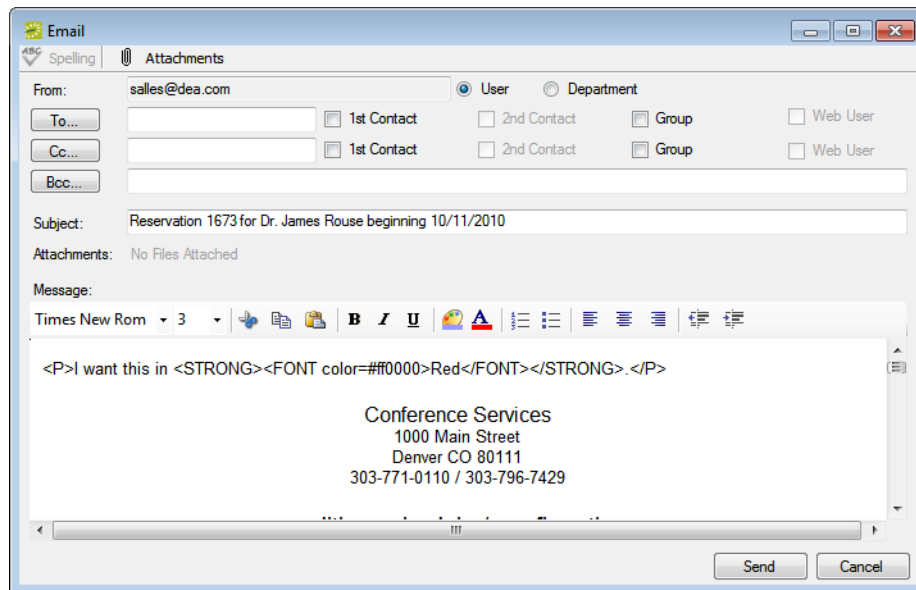 Email
ABC Spelling Attachments
From: salles@dea.com User Department
To... 1st Contact 2nd Contact Group Web User
Cc... 1st Contact 2nd Contact Group Web User
Bcc...
Subject: Reservation 1673 for Dr. James Rouse beginning 10/11/2010
Attachments: No Files Attached
Message:
Times New Rom 3 B I U A
<P>I want this in <STRONG><FONT color=#ff0000>Red</FONT></STRONG>.</P>
Conference Services
1000 Main Street
Denver CO 80111
303-771-0110 / 303-796-7429
Send Cancel